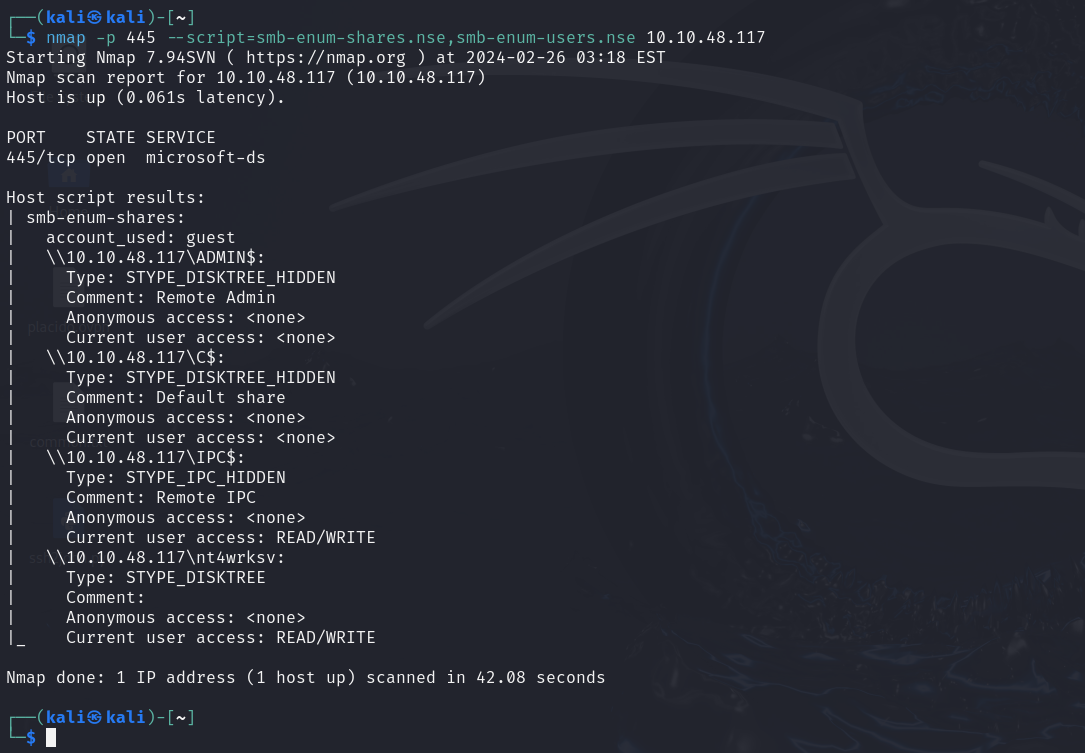 ┌──(kali㉿kali)-[~]
└─$ nmap -p 445 --script=smb-enum-shares.nse,smb-enum-users.nse 10.10.48.117
Starting Nmap 7.94SVN ( https://nmap.org ) at 2024-02-26 03:18 EST
Nmap scan report for 10.10.48.117 (10.10.48.117)
Host is up (0.061s latency).

PORT    STATE SERVICE
445/tcp open  microsoft-ds

Host script results:
| smb-enum-shares:
|   account_used: guest
|   \\10.10.48.117\ADMIN$:
|     Type: STYPE_DISKTREE_HIDDEN
|     Comment: Remote Admin
|     Anonymous access: <none>
|     Current user access: <none>
|   \\10.10.48.117\C$:
|     Type: STYPE_DISKTREE_HIDDEN
|     Comment: Default share
|     Anonymous access: <none>
|     Current user access: <none>
|   \\10.10.48.117\IPC$:
|     Type: STYPE_IPC_HIDDEN
|     Comment: Remote IPC
|     Anonymous access: <none>
|     Current user access: READ/WRITE
|   \\10.10.48.117\nt4wrksv:
|     Type: STYPE_DISKTREE
|     Comment:
|     Anonymous access: <none>
|_    Current user access: READ/WRITE

Nmap done: 1 IP address (1 host up) scanned in 42.08 seconds

┌──(kali㉿kali)-[~]
└─$